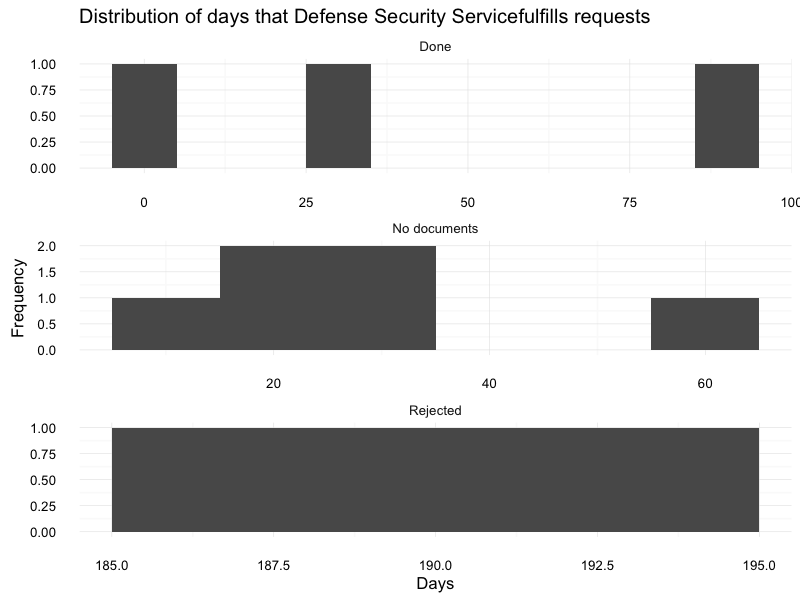 Distribution of days that Defense Security Servicefulfills requests
Done
1.00
0.75
0.50
0.25
0.00
0 25 50 75 100
No documents
2.0
1.5
1.0
0.5
0.0
20 40 60
Frequency
Rejected
1.00
0.75
0.50
0.25
0.00
185.0 187.5 190.0 192.5 195.0
Days